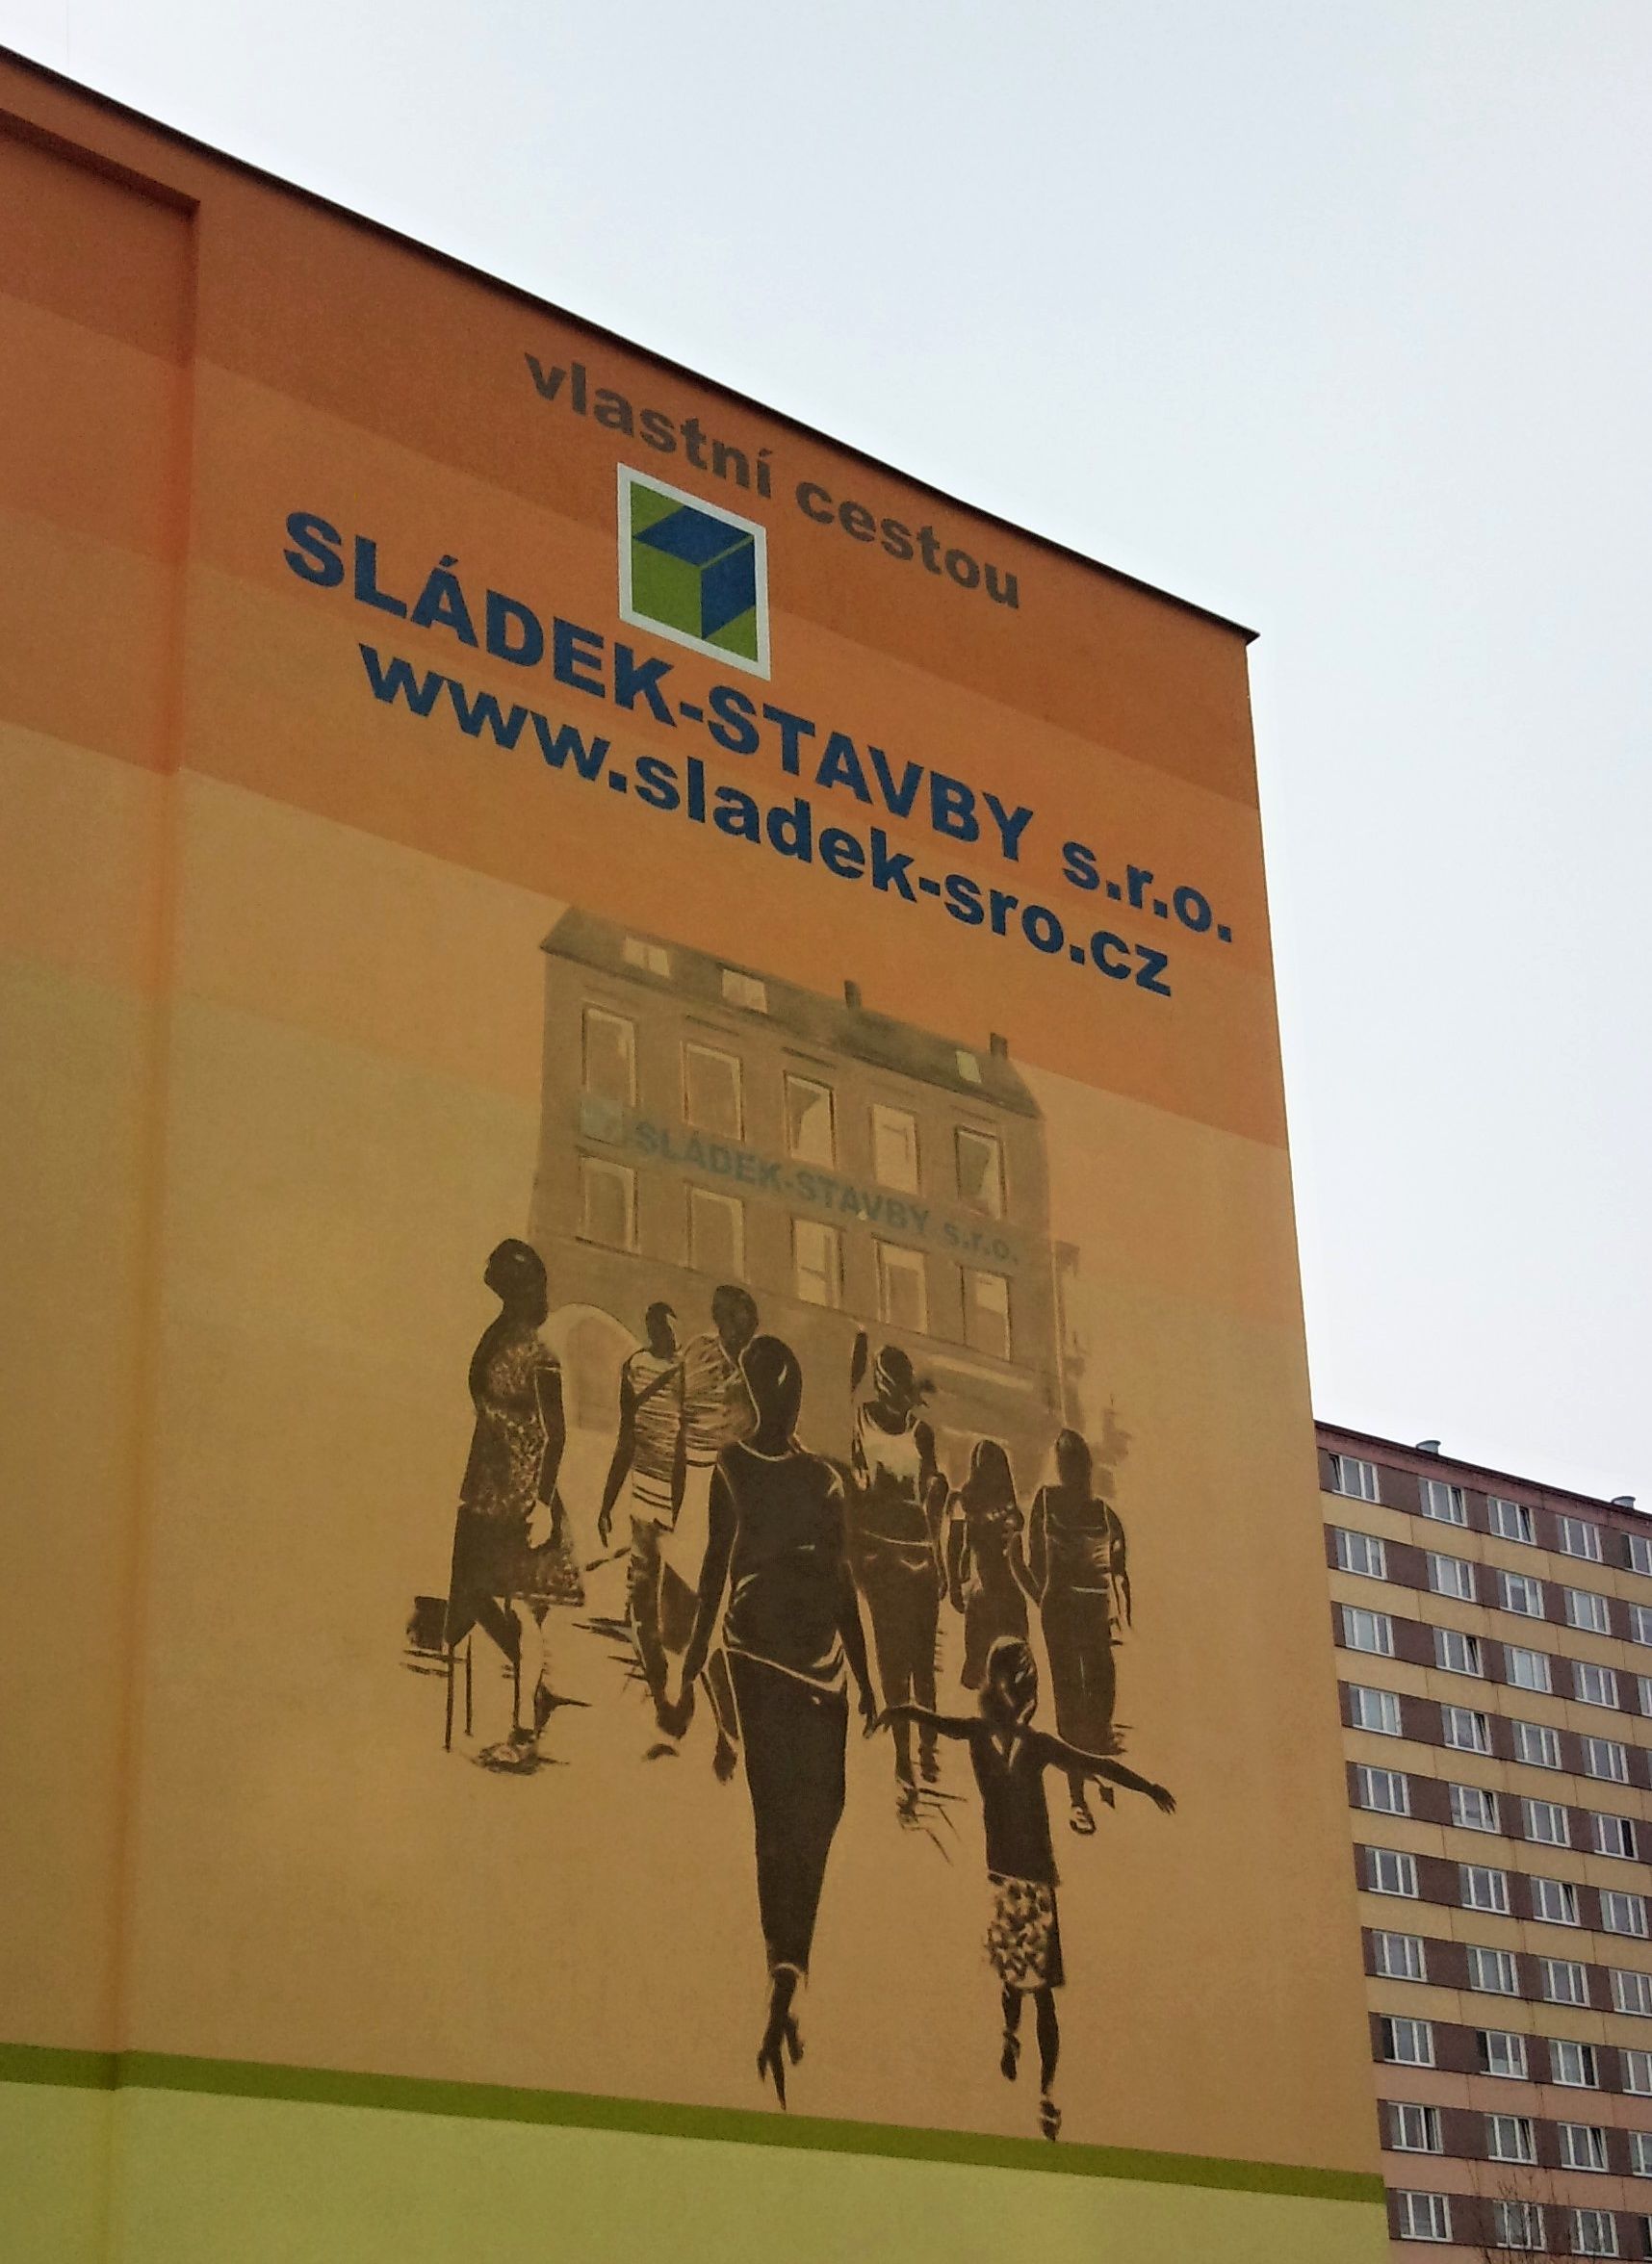 vlastní cestou
SLÁDEK-STAVBY s.r.o.
www.sladek-sro.cz
SLÁDEK-STAVBY s.r.o.